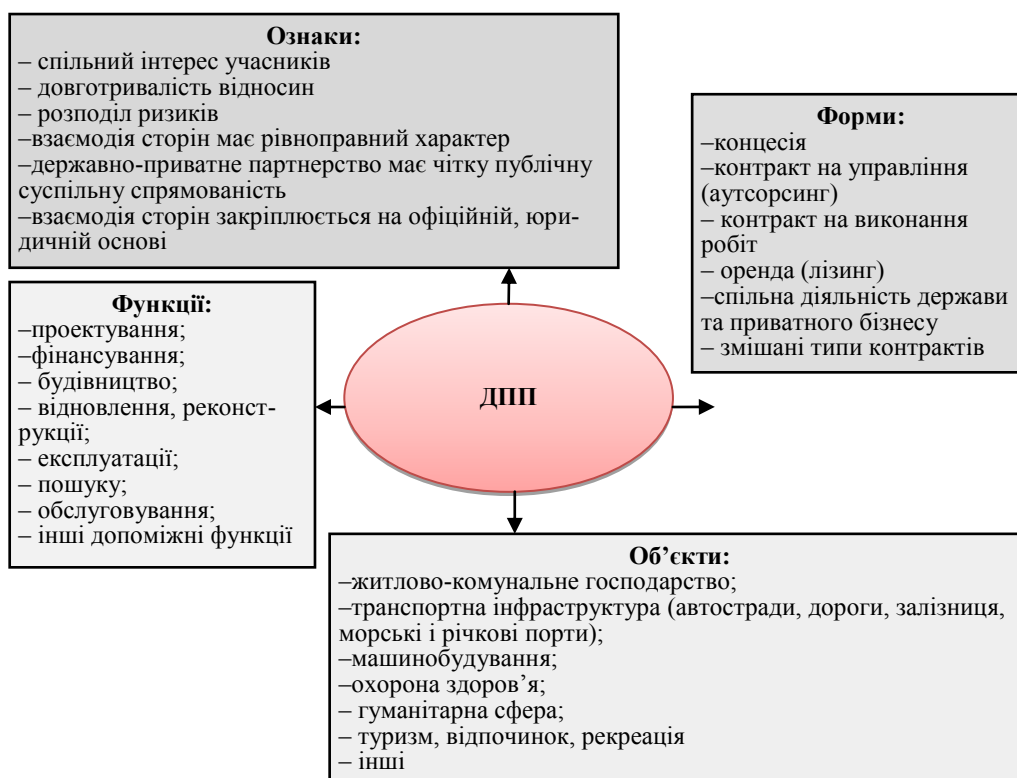 Ознаки:
– спільний інтерес учасників
– довготривалість відносин
– розподіл ризиків
–взаємодія сторін має рівноправний характер
–державно-приватне партнерство має чітку публічну
суспільну спрямованість
–взаємодія сторін закріплюється на офіційній, юри-
дичній основі
Форми:
–концесія
–контракт на управління
(аутсорсинг)
– контракт на виконання
робіт
– оренда (лізинг)
–спільна діяльність держави
та приватного бізнесу
– змішані типи контрактів
Функції:
–проектування;
–фінансування;
– будівництво;
– відновлення, реконст-
рукції;
– експлуатації;
– пошуку;
– обслуговування;
– інші допоміжні функції
ДПП
Об’єкти:
–житлово-комунальне господарство;
–транспортна інфраструктура (автостради, дороги, залізниця,
морські і річкові порти);
–машинобудування;
–охорона здоров’я;
– гуманітарна сфера;
– туризм, відпочинок, рекреація
– інші